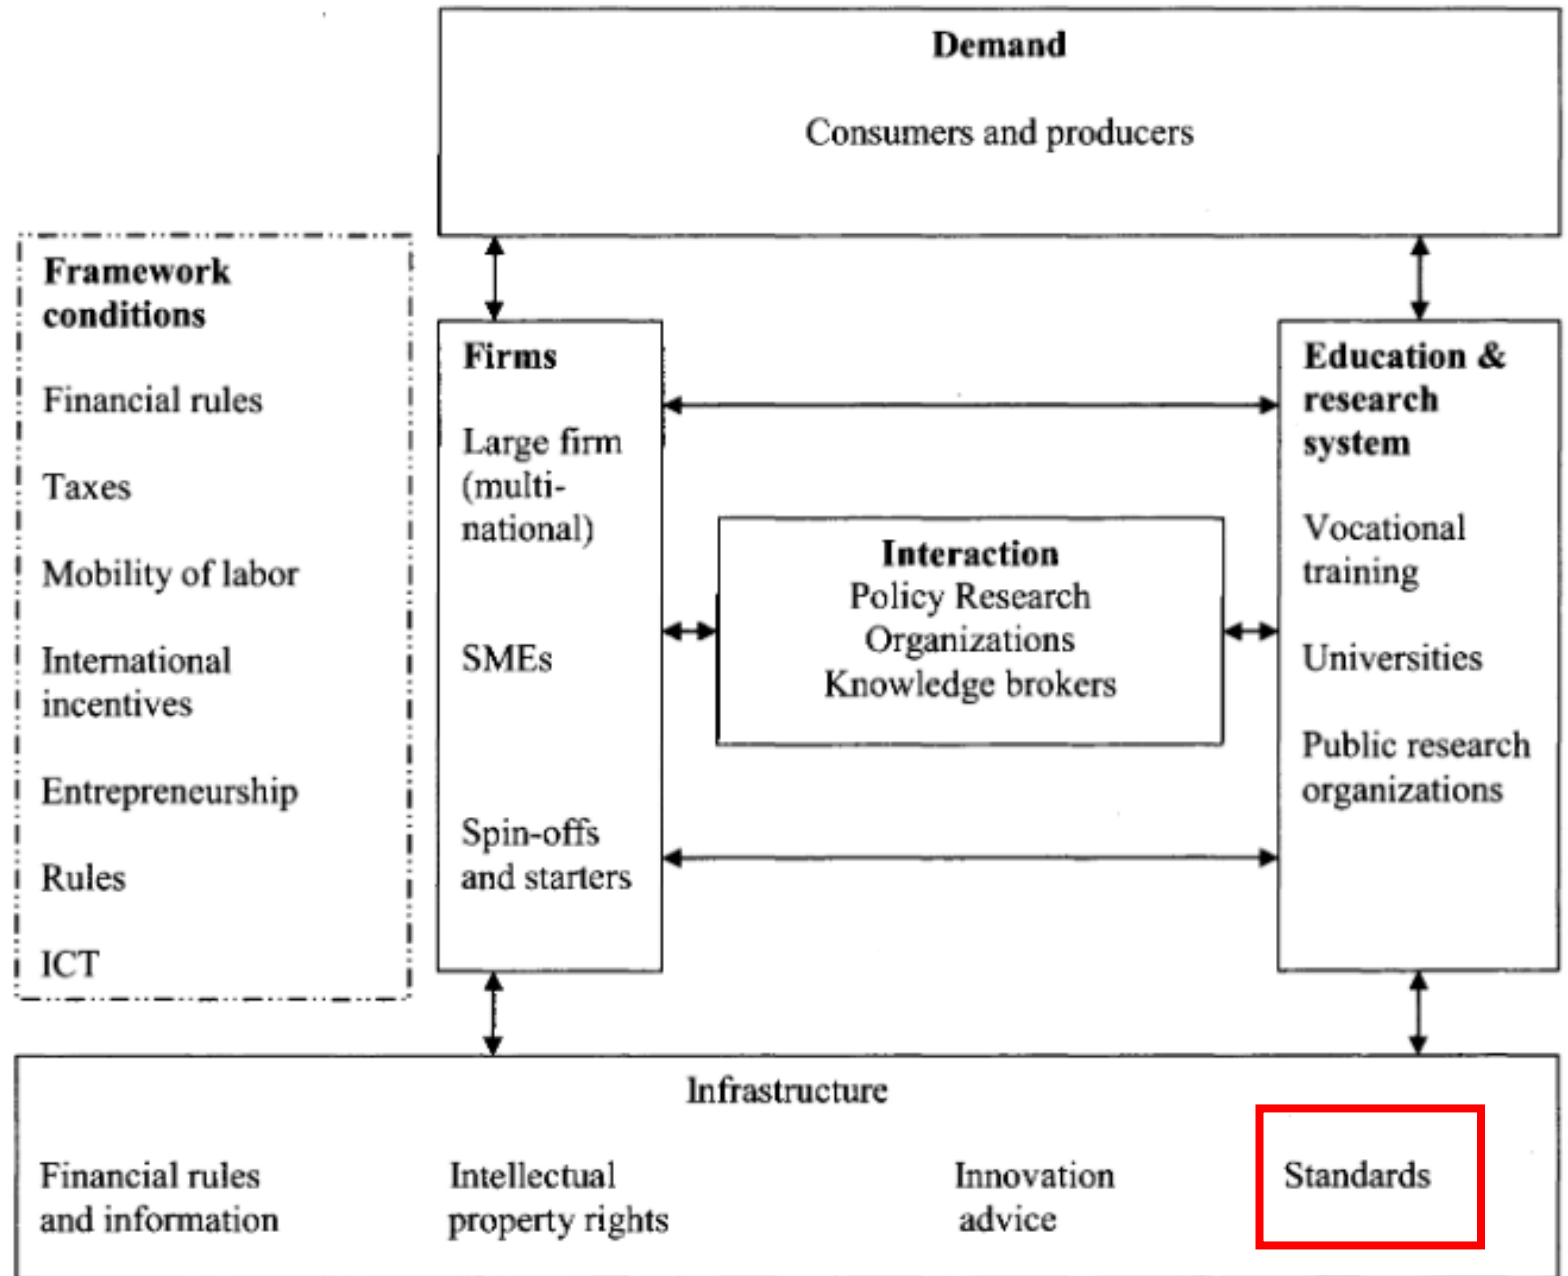 Demand
Consumers and producers
Framework
conditions
Financial rules
Taxes
Mobility of labor
International
incentives
Entrepreneurship
Rules
ICT
Firms
Large firm
(multi-
national)
SMEs
Spin-offs
and starters
Interaction
Policy Research
Organizations
Knowledge brokers
Education &
research
system
Vocational
training
Universities
Public research
organizations
Infrastructure
Financial rules
and information
Intellectual
property rights
Innovation
advice
Standards